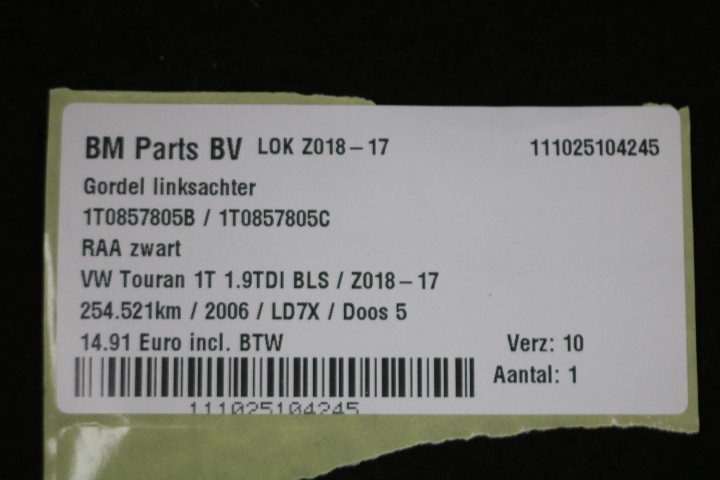 BM Parts BV LOK Z018-17 111025104245
Gordel linksachter
1T0857805B / 1T0857805C
RAA zwart
VW Touran 1T 1.9TDI BLS / Z018-17
254.521km / 2006 / LD7X / Doos 5
14.91 Euro incl. BTW Verz: 10
Aantal: 1
111025104245